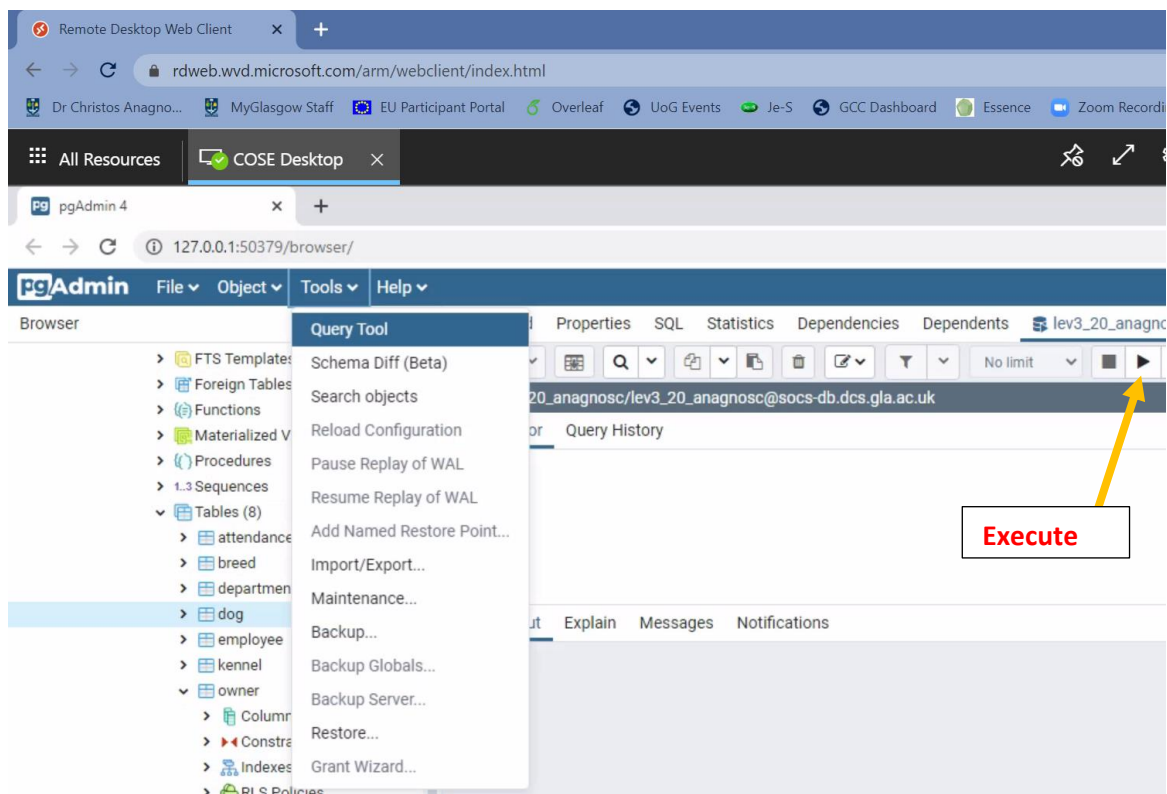 Remote Desktop Web Client
rdweb.wvd.microsoft.com/arm/webclient/index.html
Dr Christos Anagno... MyGlasgow Staff EU Participant Portal Overleaf UoG Events Je-S GCC Dashboard Essence Zoom Recordi
All Resources COSE Desktop
pgAdmin 4
127.0.0.1:50379/browser/
pgAdmin File Object Tools Help
Browser Properties SQL Statistics Dependencies Dependents lev3_20_anagno
Query Tool
FTS Templates Schema Diff (Beta) No limit
Foreign Tables Search objects 20_anagnosc/lev3_20_anagnosc@socs-db.dcs.gla.ac.uk
Functions Reload Configuration or Query History
Materialized V Pause Replay of WAL
Procedures Resume Replay of WAL
1..3 Sequences Add Named Restore Point...
Tables (8) Import/Export...
Execute
attendance Maintenance...
breed Backup...
departmen Backup Globals...
dog Backup Server... ut Explain Messages Notifications
employee Restore...
kennel Grant Wizard...
owner
Column
Constra
Indexes
RLS Policies